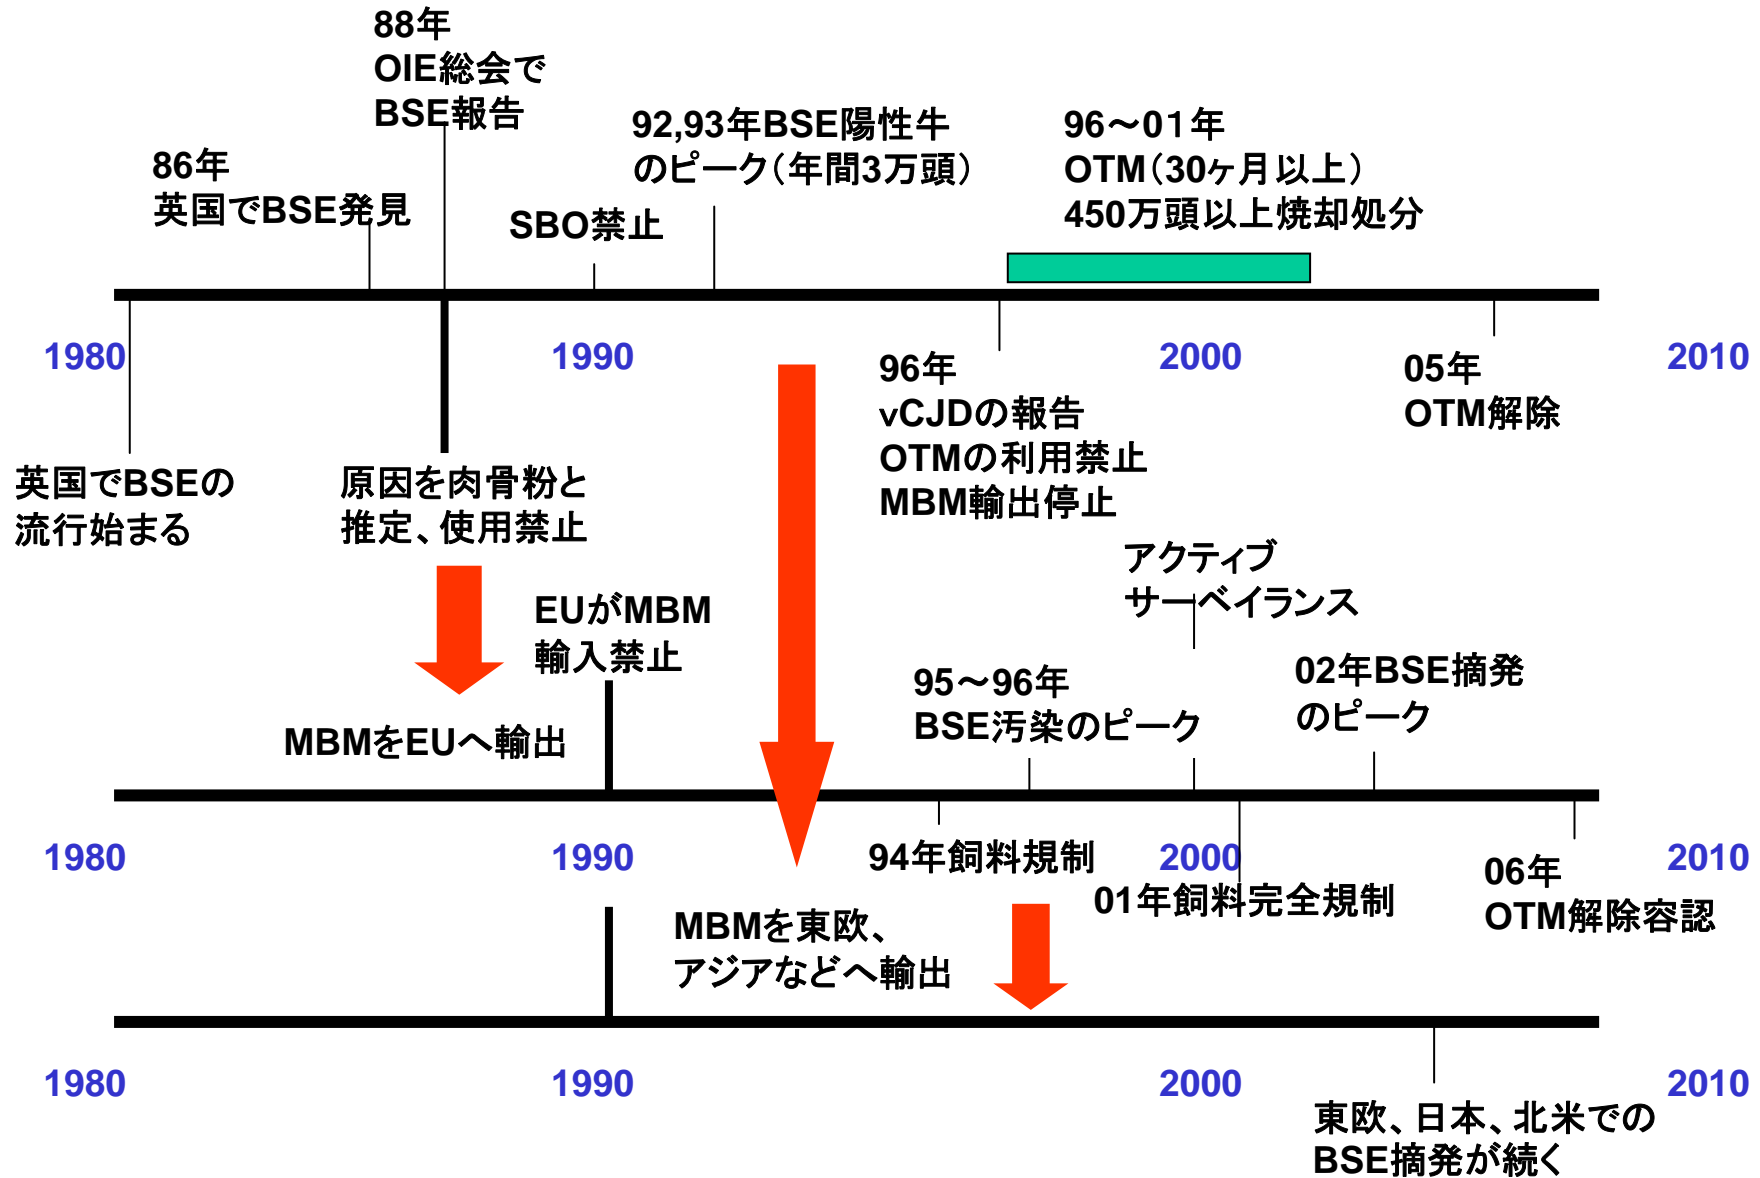 88年
OIE総会で
BSE報告
86年
英国でBSE発見
SBO禁止
92,93年BSE陽性牛
のピーク（年間3万頭）
96～01年
OTM（30ヶ月以上）
450万頭以上焼却処分
1980
1990
2000
2010
英国でBSEの
流行始まる
原因を肉骨粉と
推定、使用禁止
96年
vCJDの報告
OTMの利用禁止
MBM輸出停止
05年
OTM解除
MBMをEUへ輸出
EUがMBM
輸入禁止
95～96年
BSE汚染のピーク
アクティブ
サーベイランス
02年BSE摘発
のピーク
1980
1990
2000
2010
94年飼料規制
01年飼料完全規制
06年
OTM解除容認
MBMを東欧、
アジアなどへ輸出
1980
1990
2000
2010
東欧、日本、北米での
BSE摘発が続く